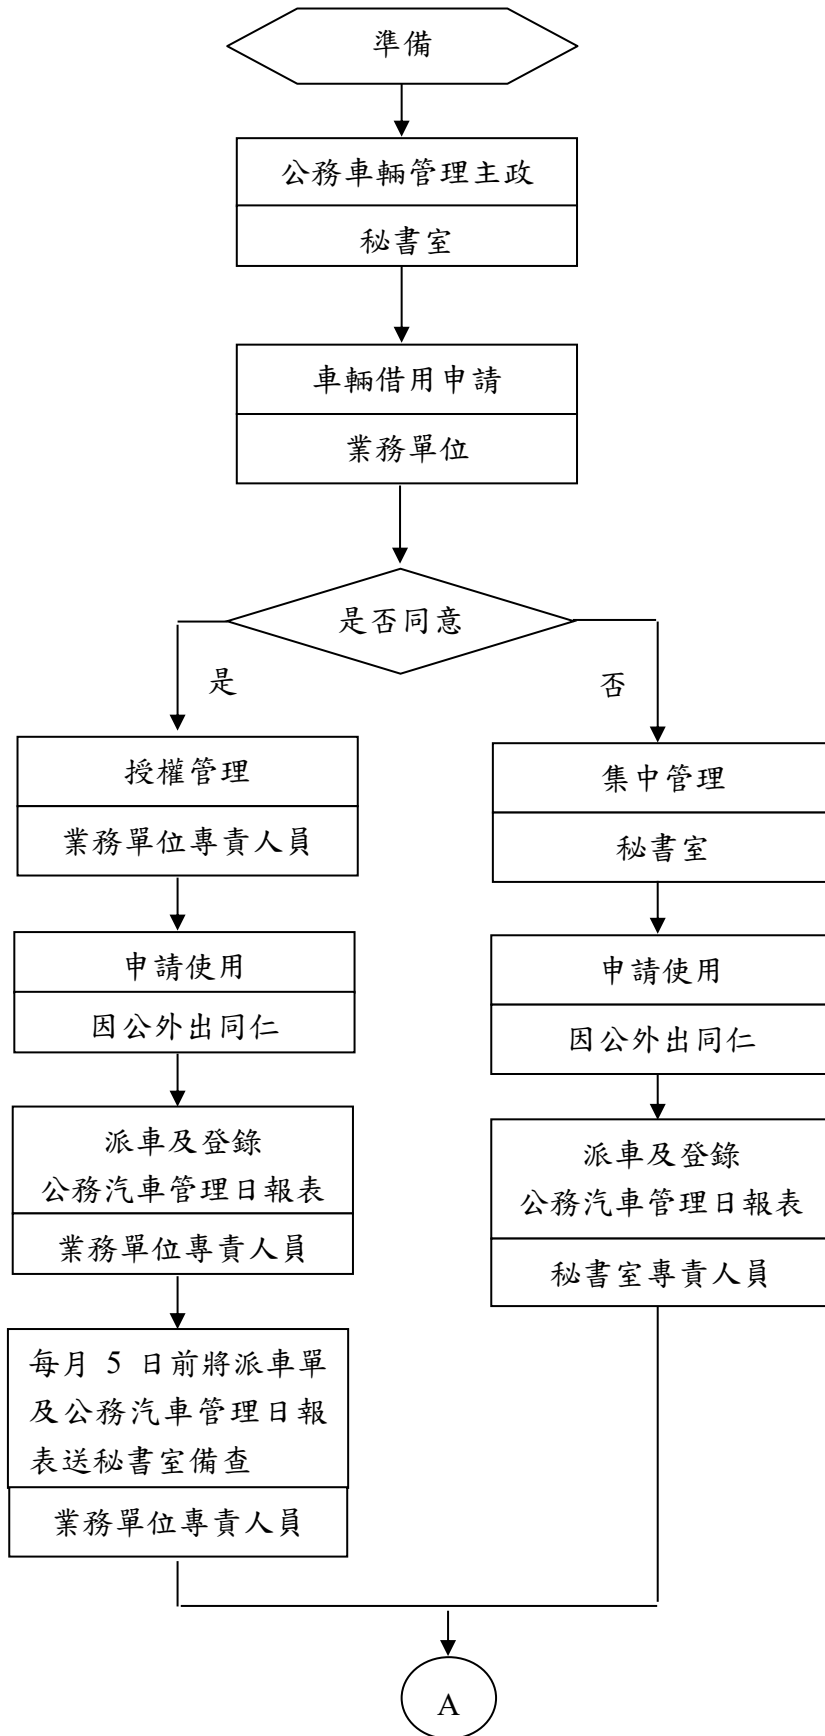 準備
公務車輛管理主政
秘書室
車輛借用申請
業務單位
是否同意
是
否
授權管理
業務單位專責人員
集中管理
秘書室
申請使用
因公外出同仁
申請使用
因公外出同仁
派車及登錄
公務汽車管理日報表
業務單位專責人員
派車及登錄
公務汽車管理日報表
秘書室專責人員
每月 5 日前將派車單
及公務汽車管理日報
表送秘書室備查
業務單位專責人員
A